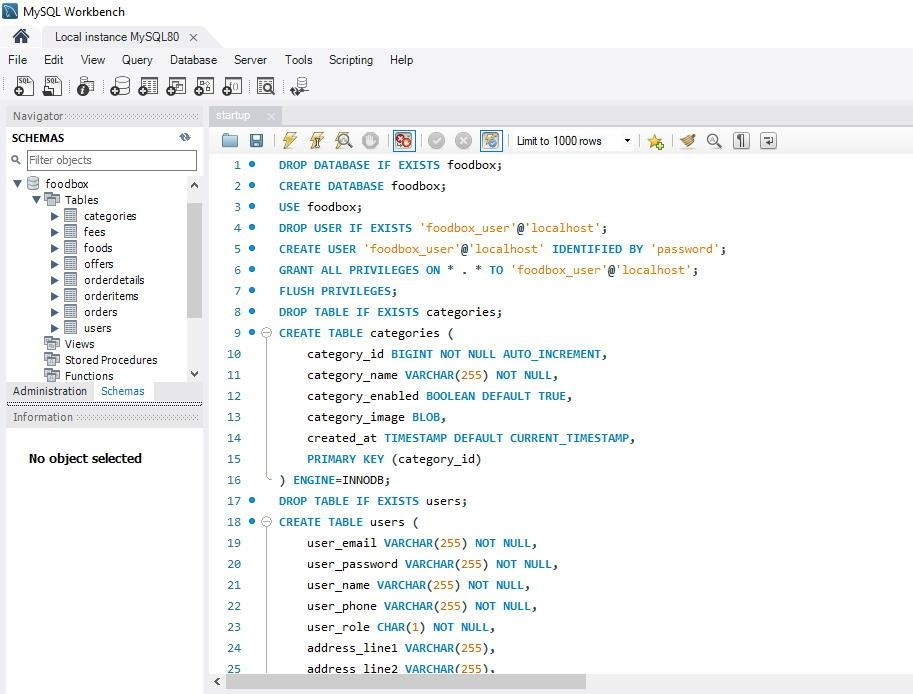 MySQL Workbench
Local instance MySQL80 ×
File Edit View Query Database Server Tools Scripting Help
Navigator
SCHEMAS
Filter objects
foodbox
Tables
categories
fees
foods
offers
orderdetails
orderitems
orders
users
Views
Stored Procedures
Functions
Administration Schemas
Information
No object selected
startup ×
Limit to 1000 rows
1 DROP DATABASE IF EXISTS foodbox;
2 CREATE DATABASE foodbox;
3 USE foodbox;
4 DROP USER IF EXISTS 'foodbox_user'@'localhost';
5 CREATE USER 'foodbox_user'@'localhost' IDENTIFIED BY 'password';
6 GRANT ALL PRIVILEGES ON * . * TO 'foodbox_user'@'localhost';
7 FLUSH PRIVILEGES;
8 DROP TABLE IF EXISTS categories;
9 CREATE TABLE categories (
10 category_id BIGINT NOT NULL AUTO_INCREMENT,
11 category_name VARCHAR(255) NOT NULL,
12 category_enabled BOOLEAN DEFAULT TRUE,
13 category_image BLOB,
14 created_at TIMESTAMP DEFAULT CURRENT_TIMESTAMP,
15 PRIMARY KEY (category_id)
16 ) ENGINE=INNODB;
17 DROP TABLE IF EXISTS users;
18 CREATE TABLE users (
19 user_email VARCHAR(255) NOT NULL,
20 user_password VARCHAR(255) NOT NULL,
21 user_name VARCHAR(255) NOT NULL,
22 user_phone VARCHAR(255) NOT NULL,
23 user_role CHAR(1) NOT NULL,
24 address_line1 VARCHAR(255),
25 address_line2 VARCHAR(255),